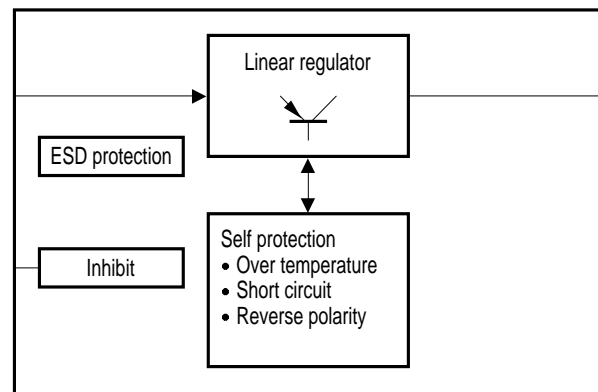 Linear regulator
ESD protection
Self protection
• Over temperature
• Short circuit
• Reverse polarity
Inhibit